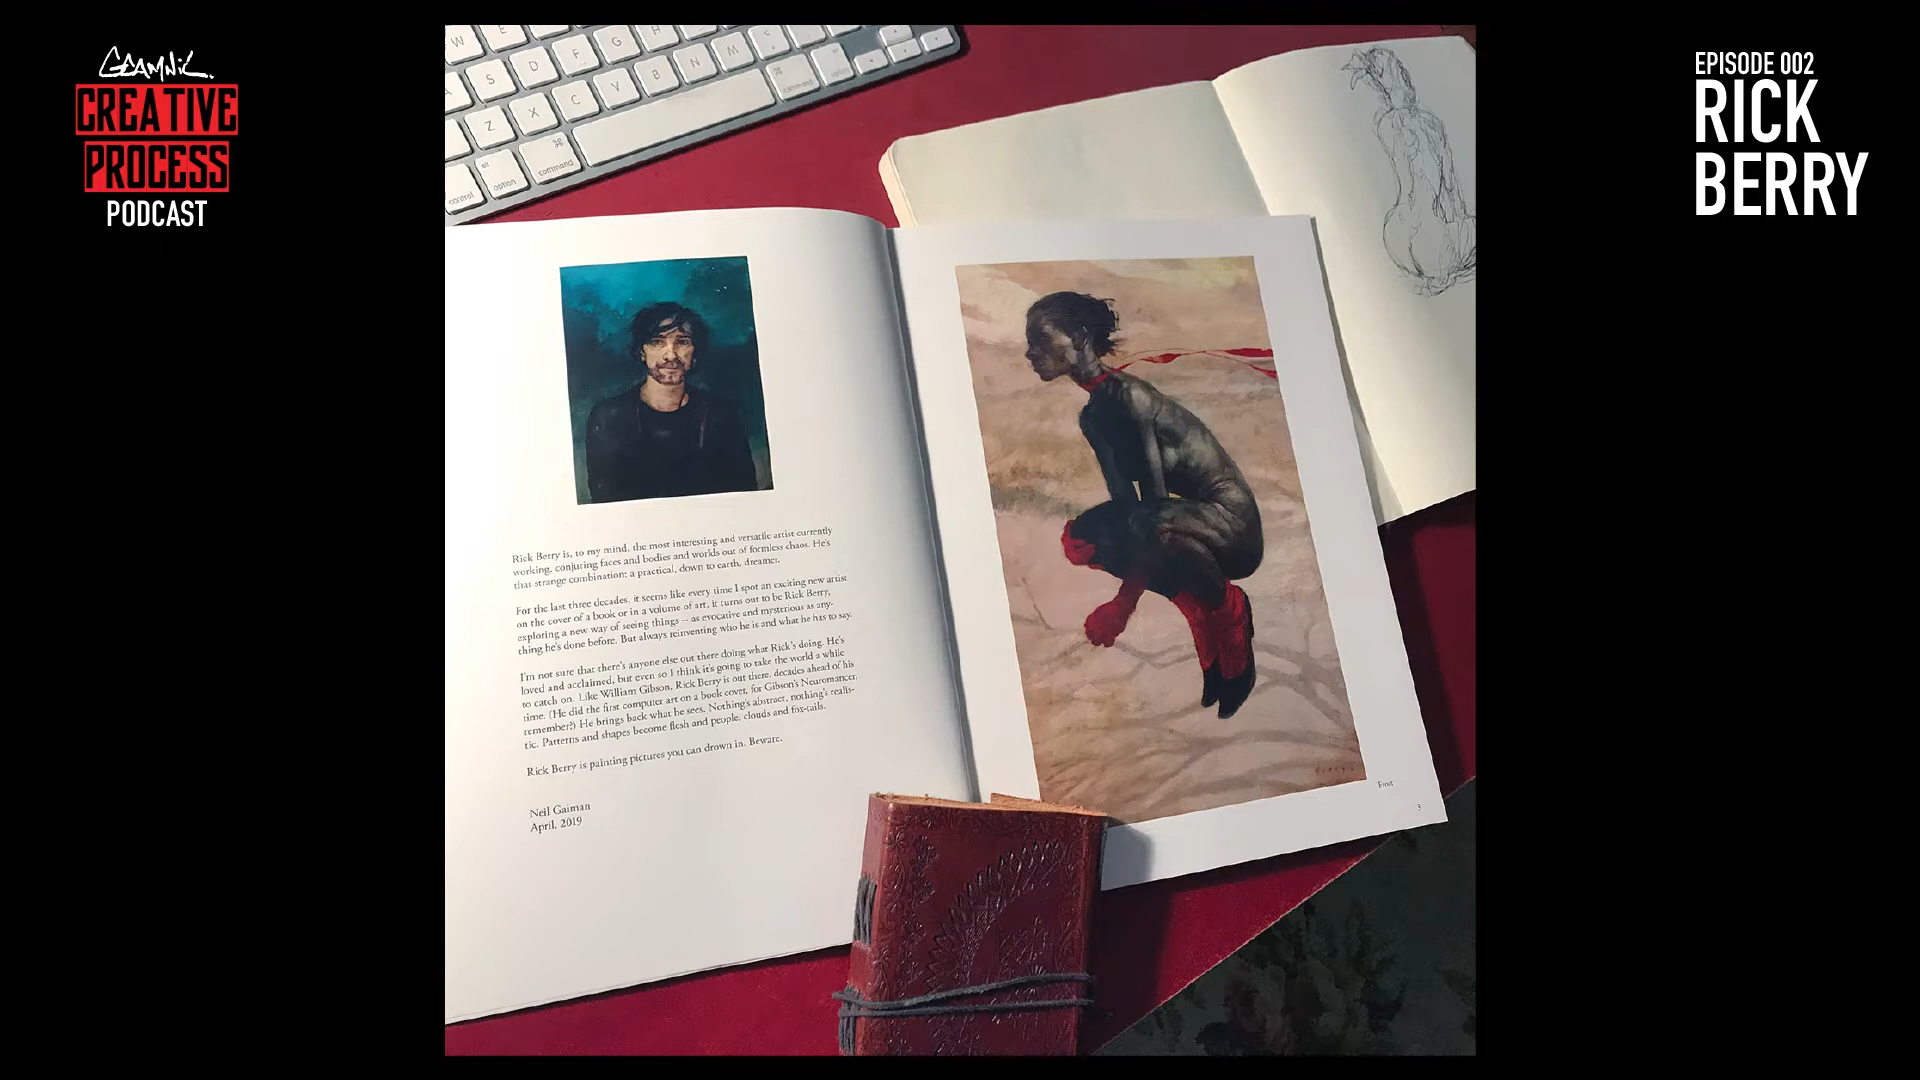 GCAMNIC.
CREATIVE
PROCESS
PODCAST
EPISODE 002
RICK
BERRY
W E
S D F G H
Z X C V B N M
control alt option ⌘ command ⌘ command option
Rick Berry is, to my mind, the most interesting and versatile artist currently
working, conjuring faces and bodies and worlds out of formless chaos. He's
that strange combination: a practical, down to earth, dreamer.
For the last three decades, it seems like every time I spot an exciting new artist
on the cover of a book or in a volume of art, it turns out to be Rick Berry,
exploring a new way of seeing things -- as evocative and mysterious as any-
thing he's done before. But always reinventing who he is and what he has to say.
I'm not sure that there's anyone else out there doing what Rick's doing. He's
loved and acclaimed, but even so I think it's going to take the world a while
to catch on. Like William Gibson, Rick Berry is out there, decades ahead of his
time. (He did the first computer art on a book cover, for Gibson's Neuromancer,
remember?) He brings back what he sees. Nothing's abstract, nothing's realis-
tic. Patterns and shapes become flesh and people, clouds and fox-tails.
Rick Berry is painting pictures you can drown in. Beware.
Neil Gaiman
April, 2019
Frost
3